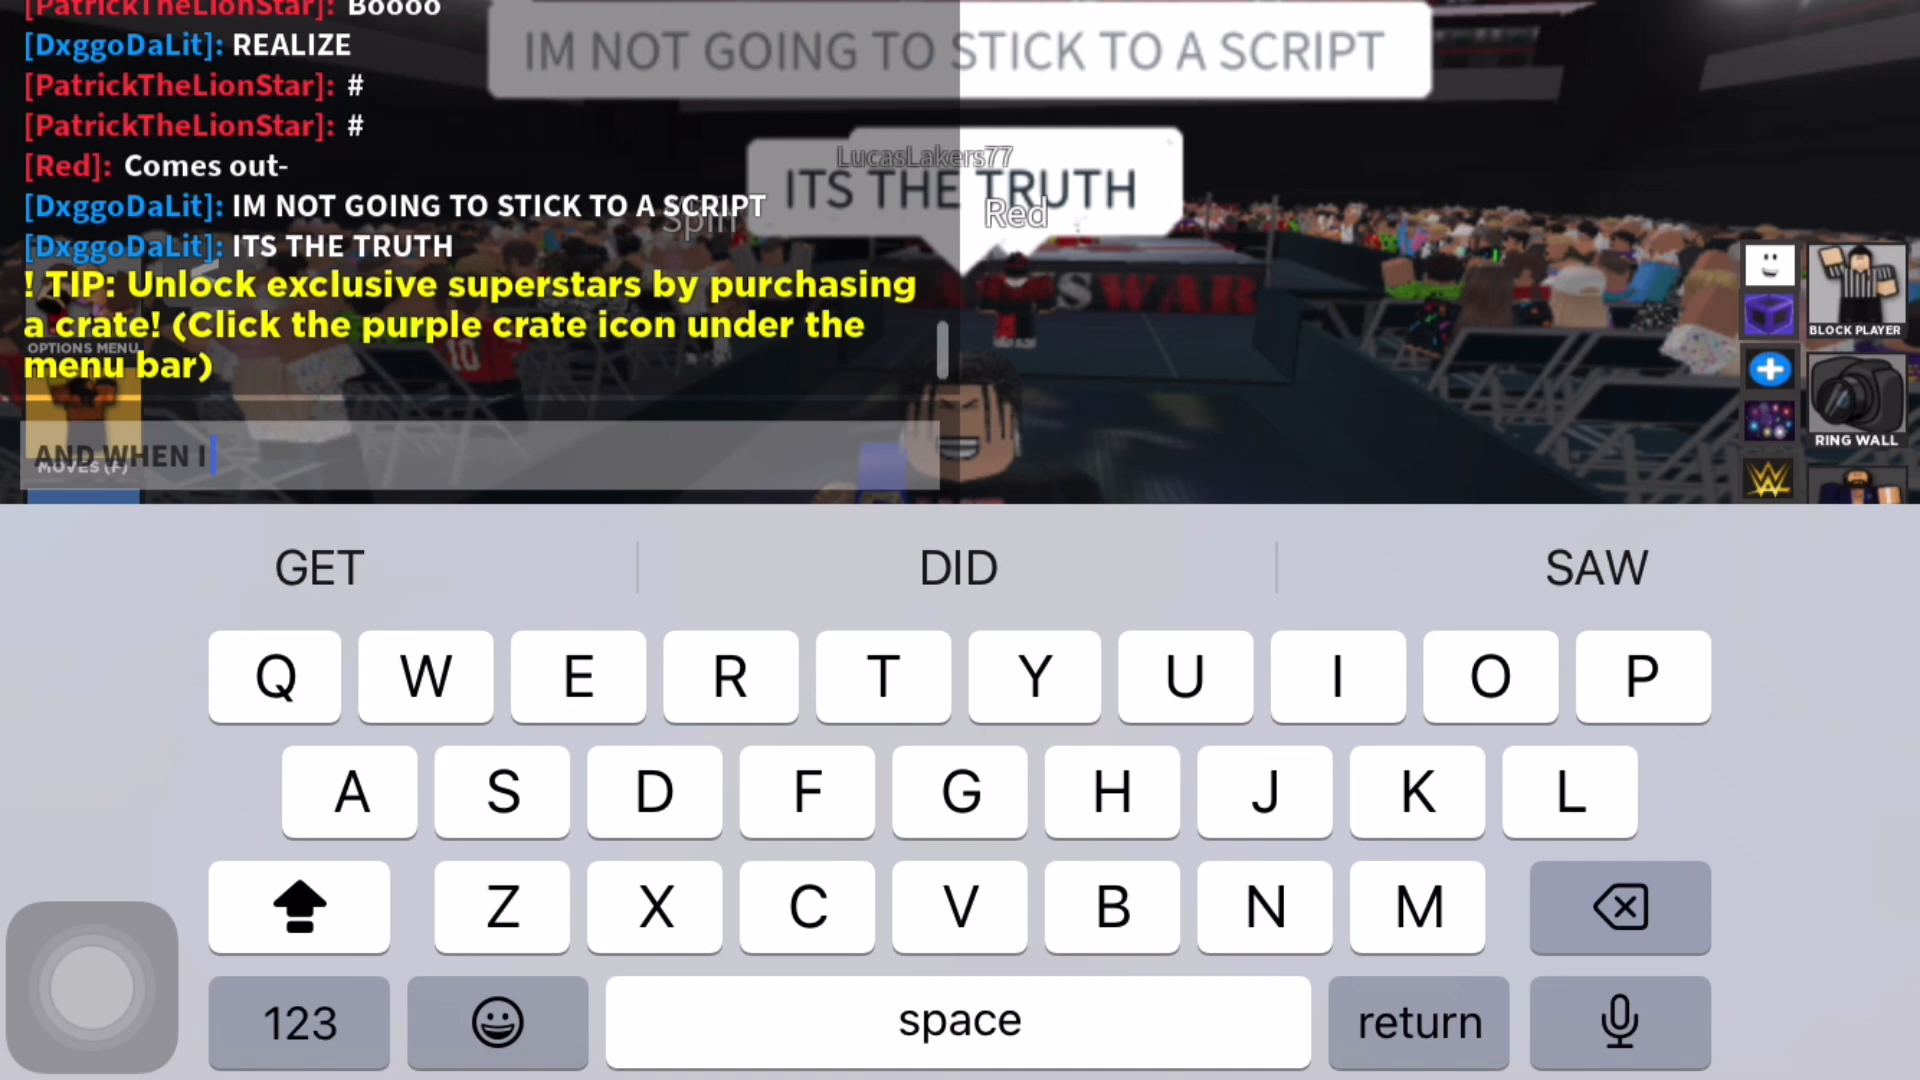 [PatrickTheLionStar]: Boooo
[DxggoDaLit]: REALIZE
[PatrickTheLionStar]: #
[PatrickTheLionStar]: #
[Red]: Comes out-
[DxggoDaLit]: IM NOT GOING TO STICK TO A SCRIPT
[DxggoDaLit]: ITS THE TRUTH
! TIP: Unlock exclusive superstars by purchasing
a crate! (Click the purple crate icon under the
menu bar)
OPTIONS MENU
AND WHEN I
MOVES (F)
IM NOT GOING TO STICK TO A SCRIPT
LucasLakers77
ITS THE TRUTH
Spin
Red
SWAR
10
BLOCK PLAYER
RING WALL
W
GET DID SAW
Q W E R T Y U I O P
A S D F G H J K L
Z X C V B N M
123 space return